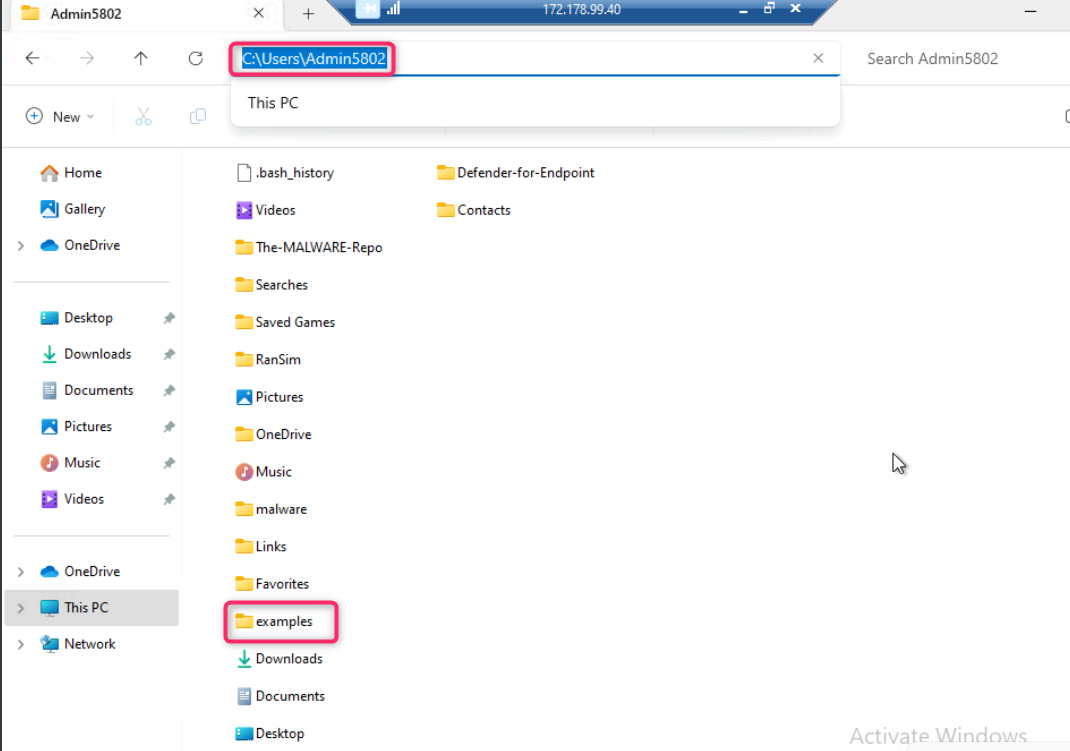 Admin5802
172.178.99.40
C:\Users\Admin5802
Search Admin5802
This PC
New
Home
Gallery
OneDrive
Desktop
Downloads
Documents
Pictures
Music
Videos
OneDrive
This PC
Network
.bash_history
Videos
The-MALWARE-Repo
Searches
Saved Games
RanSim
Pictures
OneDrive
Music
malware
Links
Favorites
examples
Downloads
Documents
Desktop
Defender-for-Endpoint
Contacts
Activate Windows